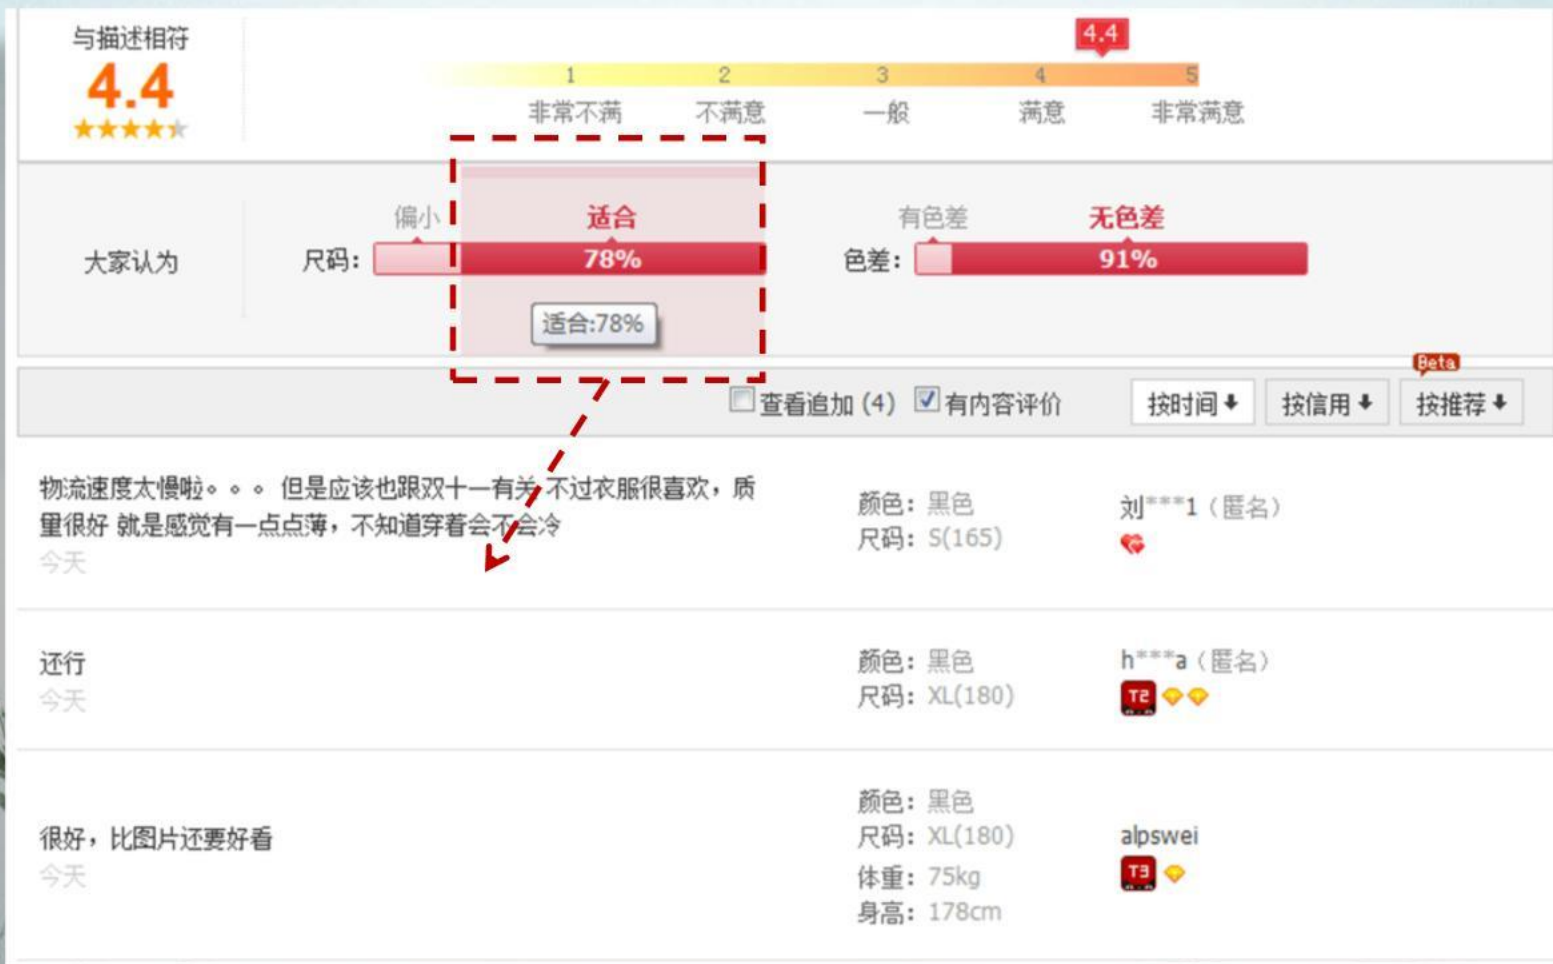 与描述相符
4.4
4.4
1 2 3 4 5
非常不满 不满意 一般 满意 非常满意
大家认为
偏小 适合
尺码： 78%
适合:78%
有色差 无色差
色差： 91%
Beta
查看追加 (4) 有内容评价 按时间 按信用 按推荐
物流速度太慢啦。。。 但是应该也跟双十一有关 不过衣服很喜欢，质
量很好 就是感觉有一点点薄，不知道穿着会不会冷
今天
颜色：黑色
尺码：S(165)
刘***1（匿名）
还行
今天
颜色：黑色
尺码：XL(180)
h***a（匿名）
T2
很好，比图片还要好看
今天
颜色：黑色
尺码：XL(180)
体重：75kg
身高：178cm
alpswei
T3